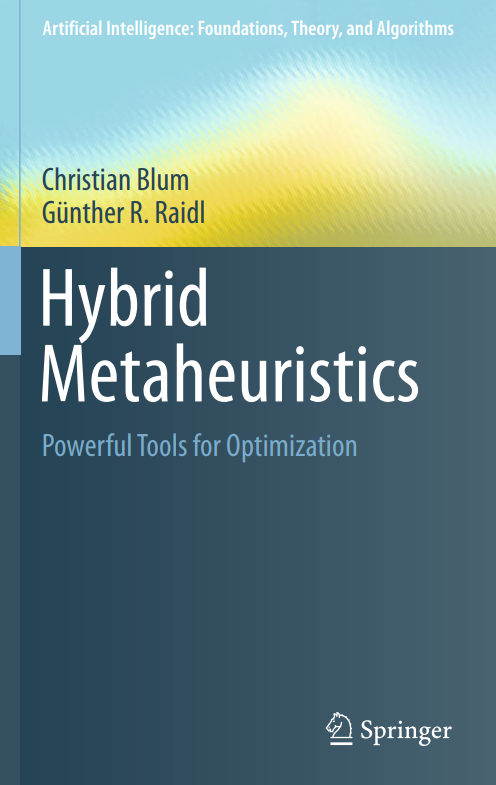 Artificial Intelligence: Foundations, Theory, and Algorithms
Christian Blum
Günther R. Raidl
Hybrid
Metaheuristics
Powerful Tools for Optimization
Springer